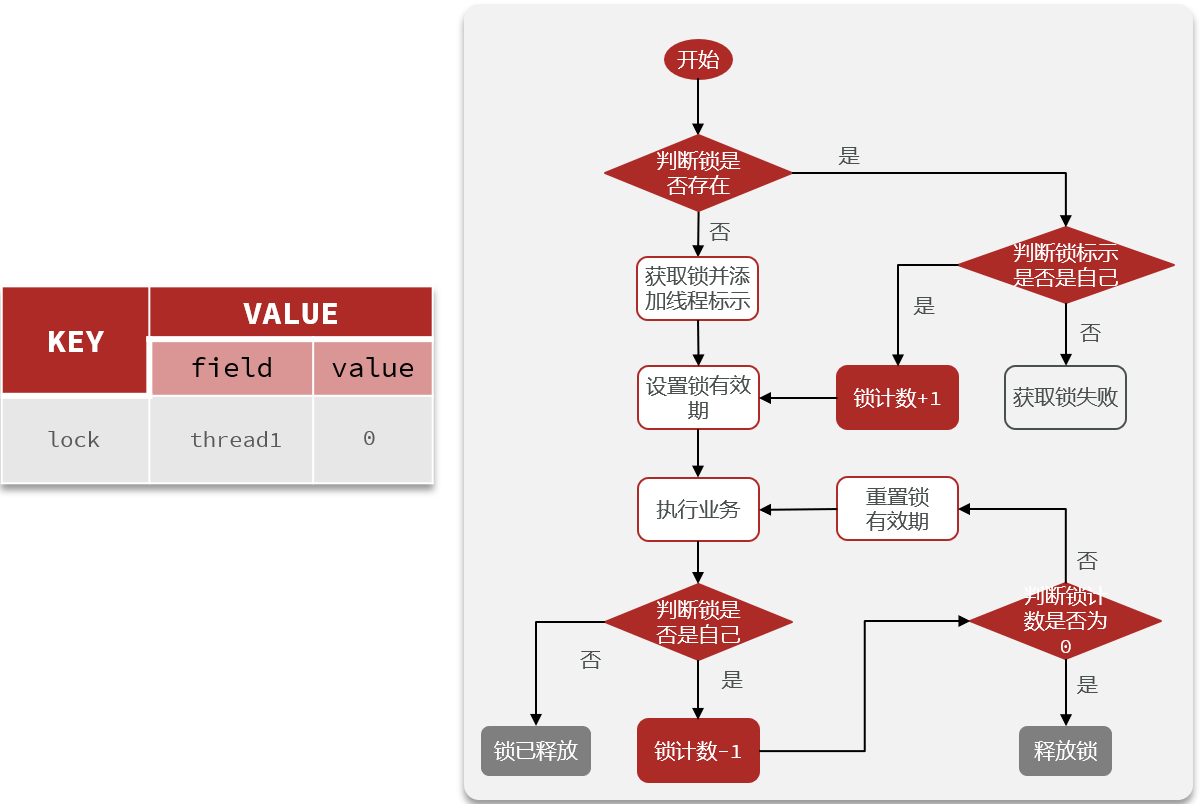 KEY
VALUE
field
value
lock
thread1
0
开始
判断锁是
否存在
是
否
判断锁标示
是否是自己
获取锁并添
加线程标示
是
否
设置锁有效
期
锁计数+1
获取锁失败
执行业务
重置锁
有效期
否
判断锁是
否是自己
判断锁计
数是否为
0
否
是
是
锁已释放
锁计数-1
释放锁